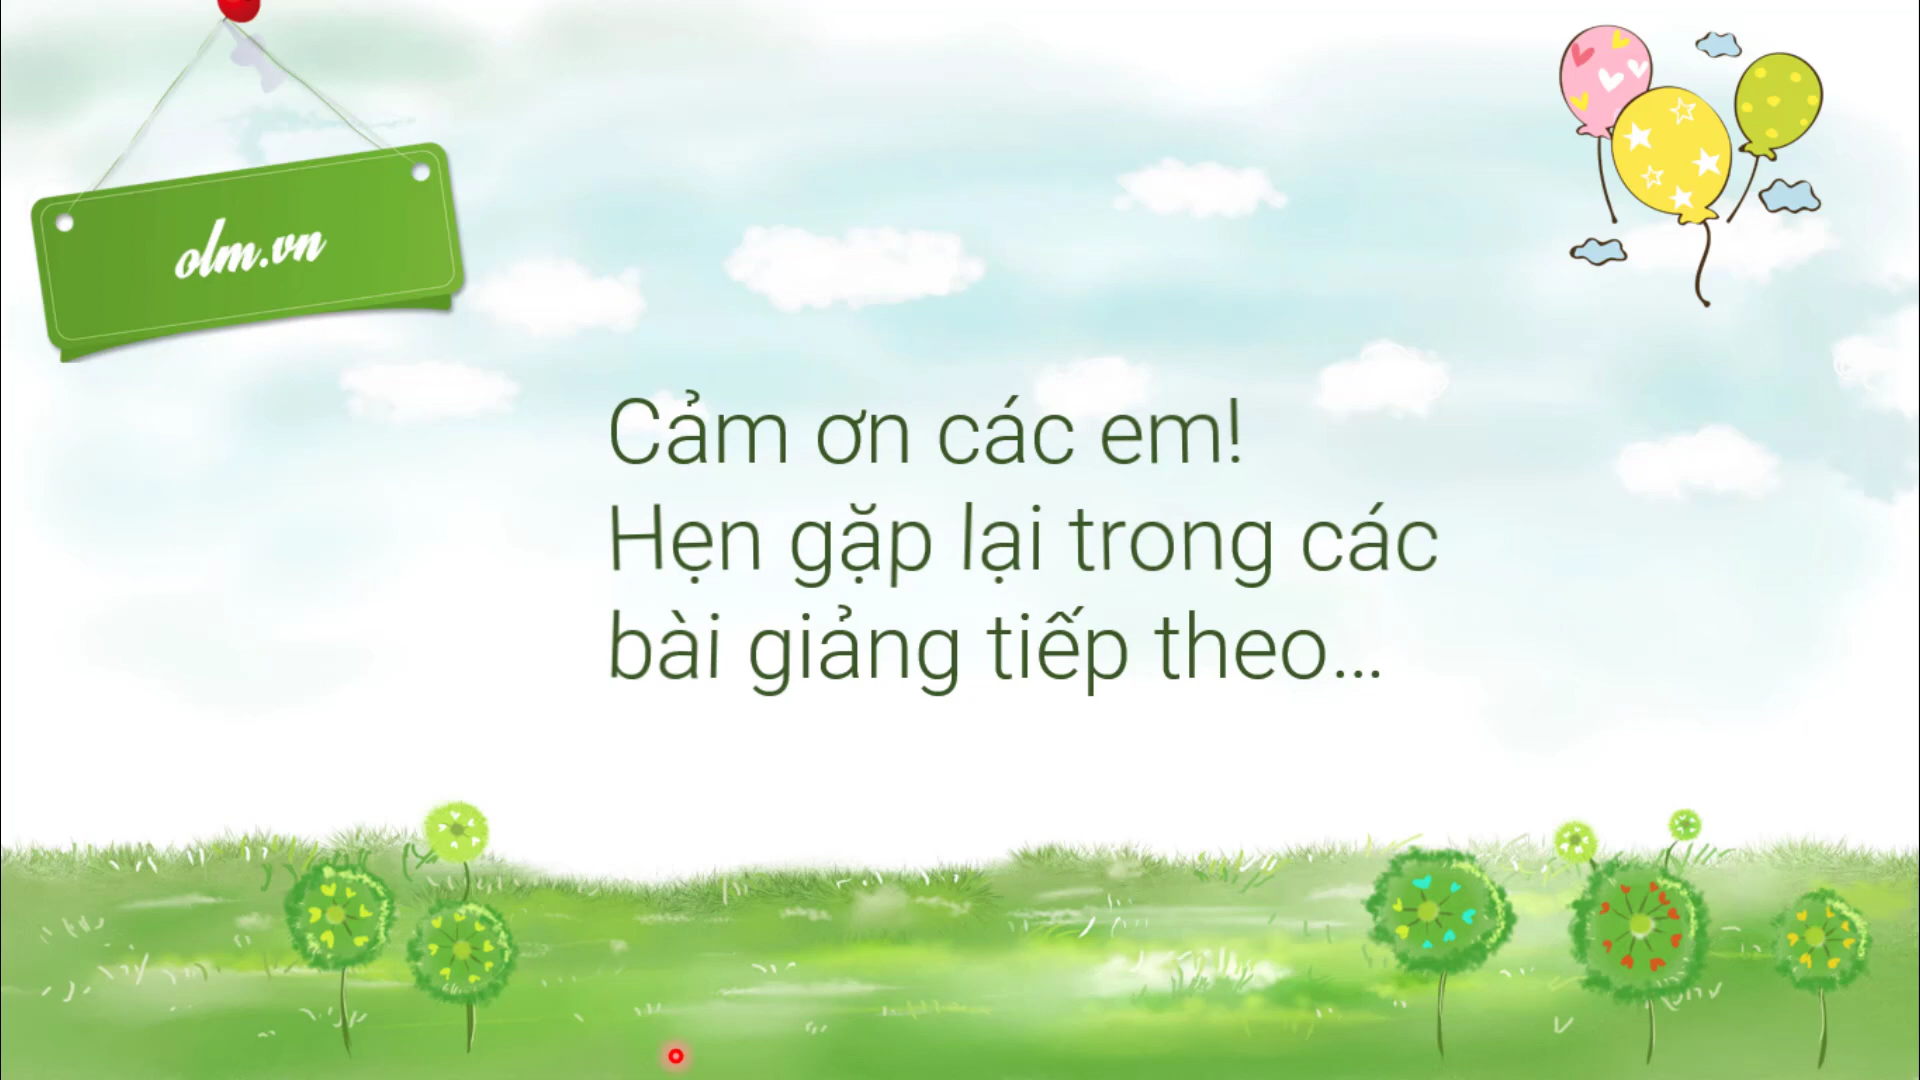 olm.vn
Cảm ơn các em!
Hẹn gặp lại trong các
bài giảng tiếp theo...